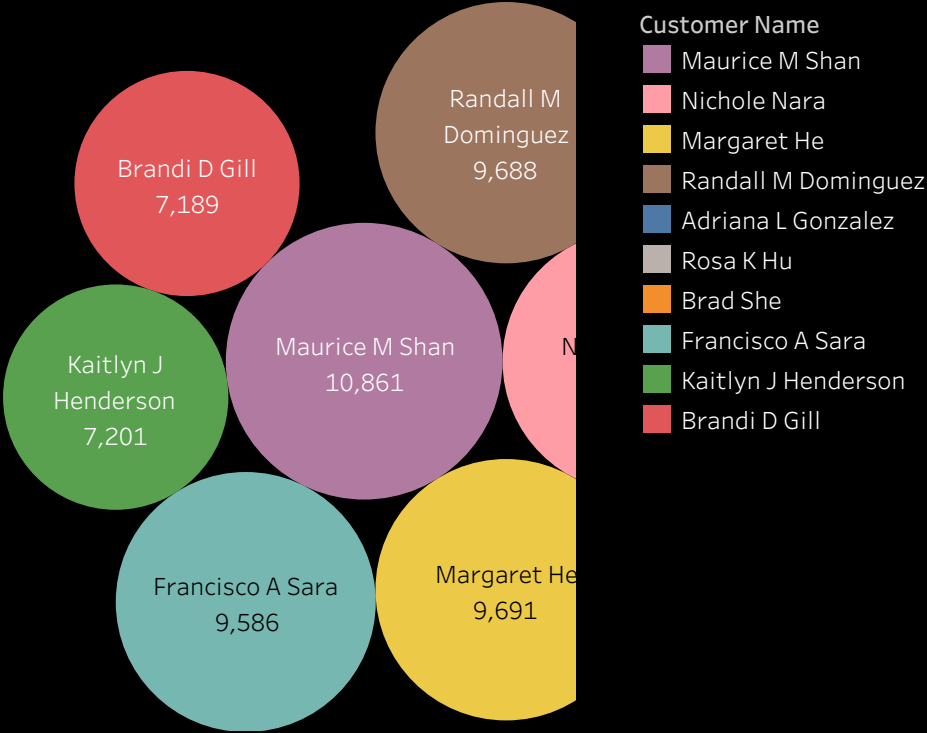 Randall M
Dominguez
9,688
Brandi D Gill
7,189
Maurice M Shan
10,861
N
Kaitlyn J
Henderson
7,201
Francisco A Sara
9,586
Margaret He
9,691
Customer Name
Maurice M Shan
Nichole Nara
Margaret He
Randall M Dominguez
Adriana L Gonzalez
Rosa K Hu
Brad She
Francisco A Sara
Kaitlyn J Henderson
Brandi D Gill